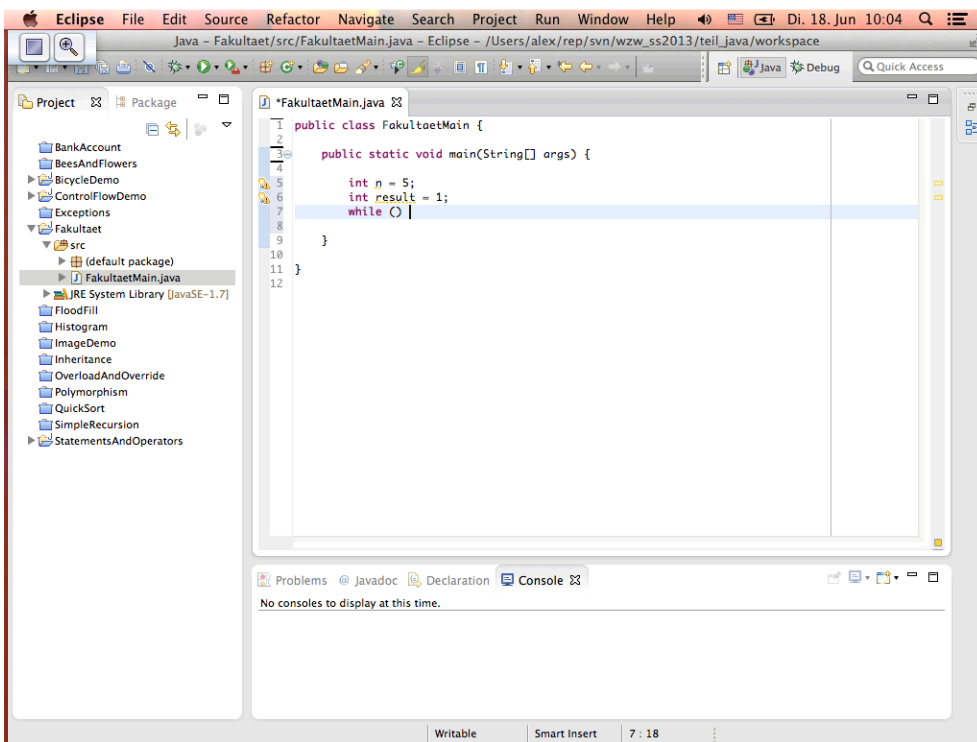 Eclipse File Edit Source Refactor Navigate Search Project Run Window Help Di. 18. Jun 10:04
Java – Fakultaet/src/FakultaetMain.java – Eclipse – /Users/alex/rep/svn/wzw_ss2013/teil_java/workspace
Java Debug Quick Access
Project Package
BankAccount
BeesAndFlowers
BicycleDemo
ControlFlowDemo
Exceptions
Fakultaet
src
(default package)
FakultaetMain.java
JRE System Library [JavaSE-1.7]
FloodFill
Histogram
ImageDemo
Inheritance
OverloadAndOverride
Polymorphism
QuickSort
SimpleRecursion
StatementsAndOperators
*FakultaetMain.java
1 public class FakultaetMain {
2
3 public static void main(String[] args) {
4
5 int n = 5;
6 int result = 1;
7 while ()
8
9 }
10
11 }
12
Problems @ Javadoc Declaration Console
No consoles to display at this time.
Writable Smart Insert 7 : 18